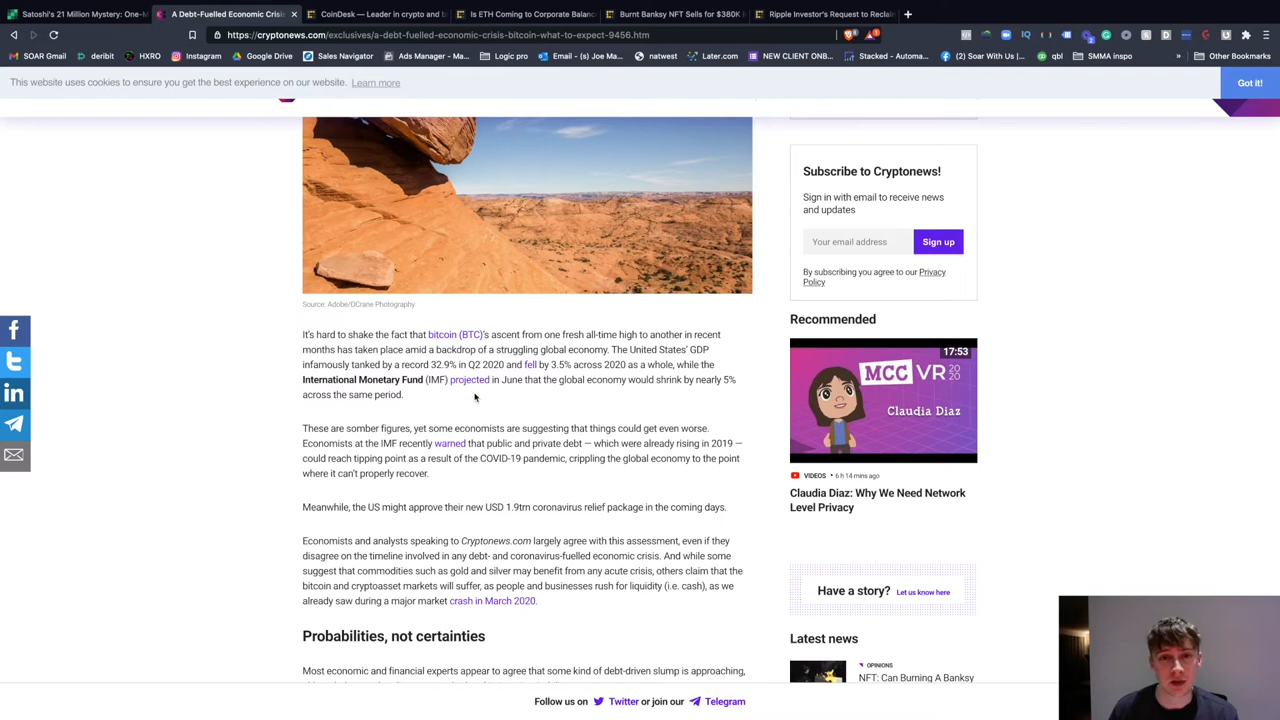 Satoshi's 21 Million Mystery: One-M
A Debt-Fuelled Economic Crisis
CoinDesk — Leader in crypto and b
Is ETH Coming to Corporate Balanc
Burnt Banksy NFT Sells for $380K
Ripple Investor's Request to Reclai
https://cryptonews.com/exclusives/a-debt-fuelled-economic-crisis-bitcoin-what-to-expect-9456.htm
SOAR Gmail
deribit
HXRO
Instagram
Google Drive
Sales Navigator
Ads Manager - Ma...
Logic pro
Email - (s) Joe Ma...
natwest
Later.com
NEW CLIENT ONB...
Stacked - Automa...
(2) Soar With Us |...
qbl
SMMA inspo
Other Bookmarks
This website uses cookies to ensure you get the best experience on our website. Learn more
Got it!
Source: Adobe/DCrane Photography
It's hard to shake the fact that bitcoin (BTC)'s ascent from one fresh all-time high to another in recent
months has taken place amid a backdrop of a struggling global economy. The United States' GDP
infamously tanked by a record 32.9% in Q2 2020 and fell by 3.5% across 2020 as a whole, while the
International Monetary Fund (IMF) projected in June that the global economy would shrink by nearly 5%
across the same period.
These are somber figures, yet some economists are suggesting that things could get even worse.
Economists at the IMF recently warned that public and private debt — which were already rising in 2019 —
could reach tipping point as a result of the COVID-19 pandemic, crippling the global economy to the point
where it can't properly recover.
Meanwhile, the US might approve their new USD 1.9trn coronavirus relief package in the coming days.
Economists and analysts speaking to Cryptonews.com largely agree with this assessment, even if they
disagree on the timeline involved in any debt- and coronavirus-fuelled economic crisis. And while some
suggest that commodities such as gold and silver may benefit from any acute crisis, others claim that the
bitcoin and cryptoasset markets will suffer, as people and businesses rush for liquidity (i.e. cash), as we
already saw during a major market crash in March 2020.
Probabilities, not certainties
Most economic and financial experts appear to agree that some kind of debt-driven slump is approaching,
Subscribe to Cryptonews!
Sign in with email to receive news
and updates
Your email address
Sign up
By subscribing you agree to our Privacy
Policy
Recommended
17:53
MCC VR 2020
Claudia Diaz
VIDEOS • 6 h 14 mins ago
Claudia Diaz: Why We Need Network
Level Privacy
Have a story? Let us know here
Latest news
OPINIONS
NFT: Can Burning A Banksy
Follow us on Twitter or join our Telegram